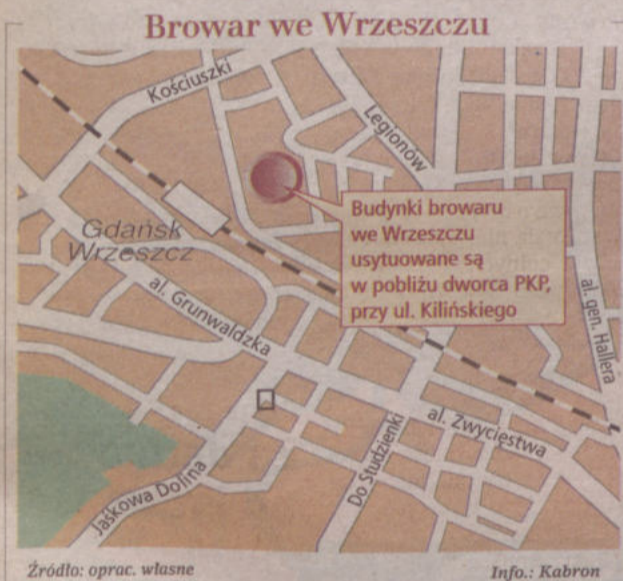 Browar we Wrzeszczu
Kościuszki
Legionów
Budynki browaru
we Wrzeszczu
usytuowane są
w pobliżu dworca PKP,
przy ul. Kilińskiego
Gdańsk
Wrzeszcz
al. Grunwaldzka
al. gen. Hallera
al. Zwycięstwa
Do Studzienki
Jaśkowa Dolina
Źródło: oprac. własne
Info.: Kabron